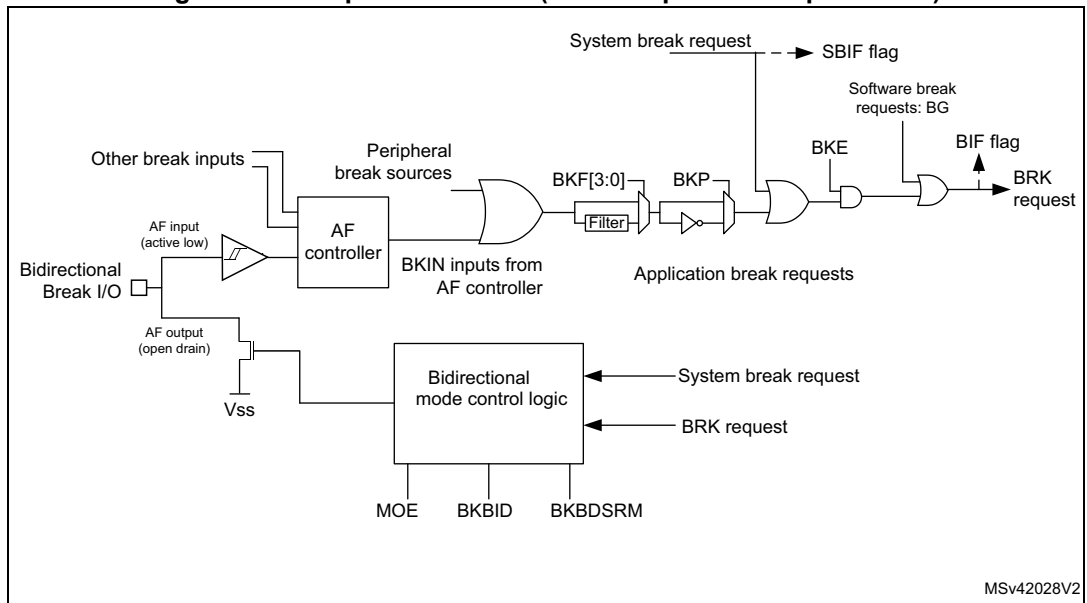 System break request
SBIF flag
Software break
requests: BG
BIF flag
BKE
BRK
request
Other break inputs
Peripheral
break sources
BKF[3:0]
BKP
Filter
AF input
(active low)
AF
controller
Bidirectional
Break I/O
BKIN inputs from
AF controller
Application break requests
AF output
(open drain)
Vss
Bidirectional
mode control logic
System break request
BRK request
MOE
BKBID
BKBDSRM
MSv42028V2